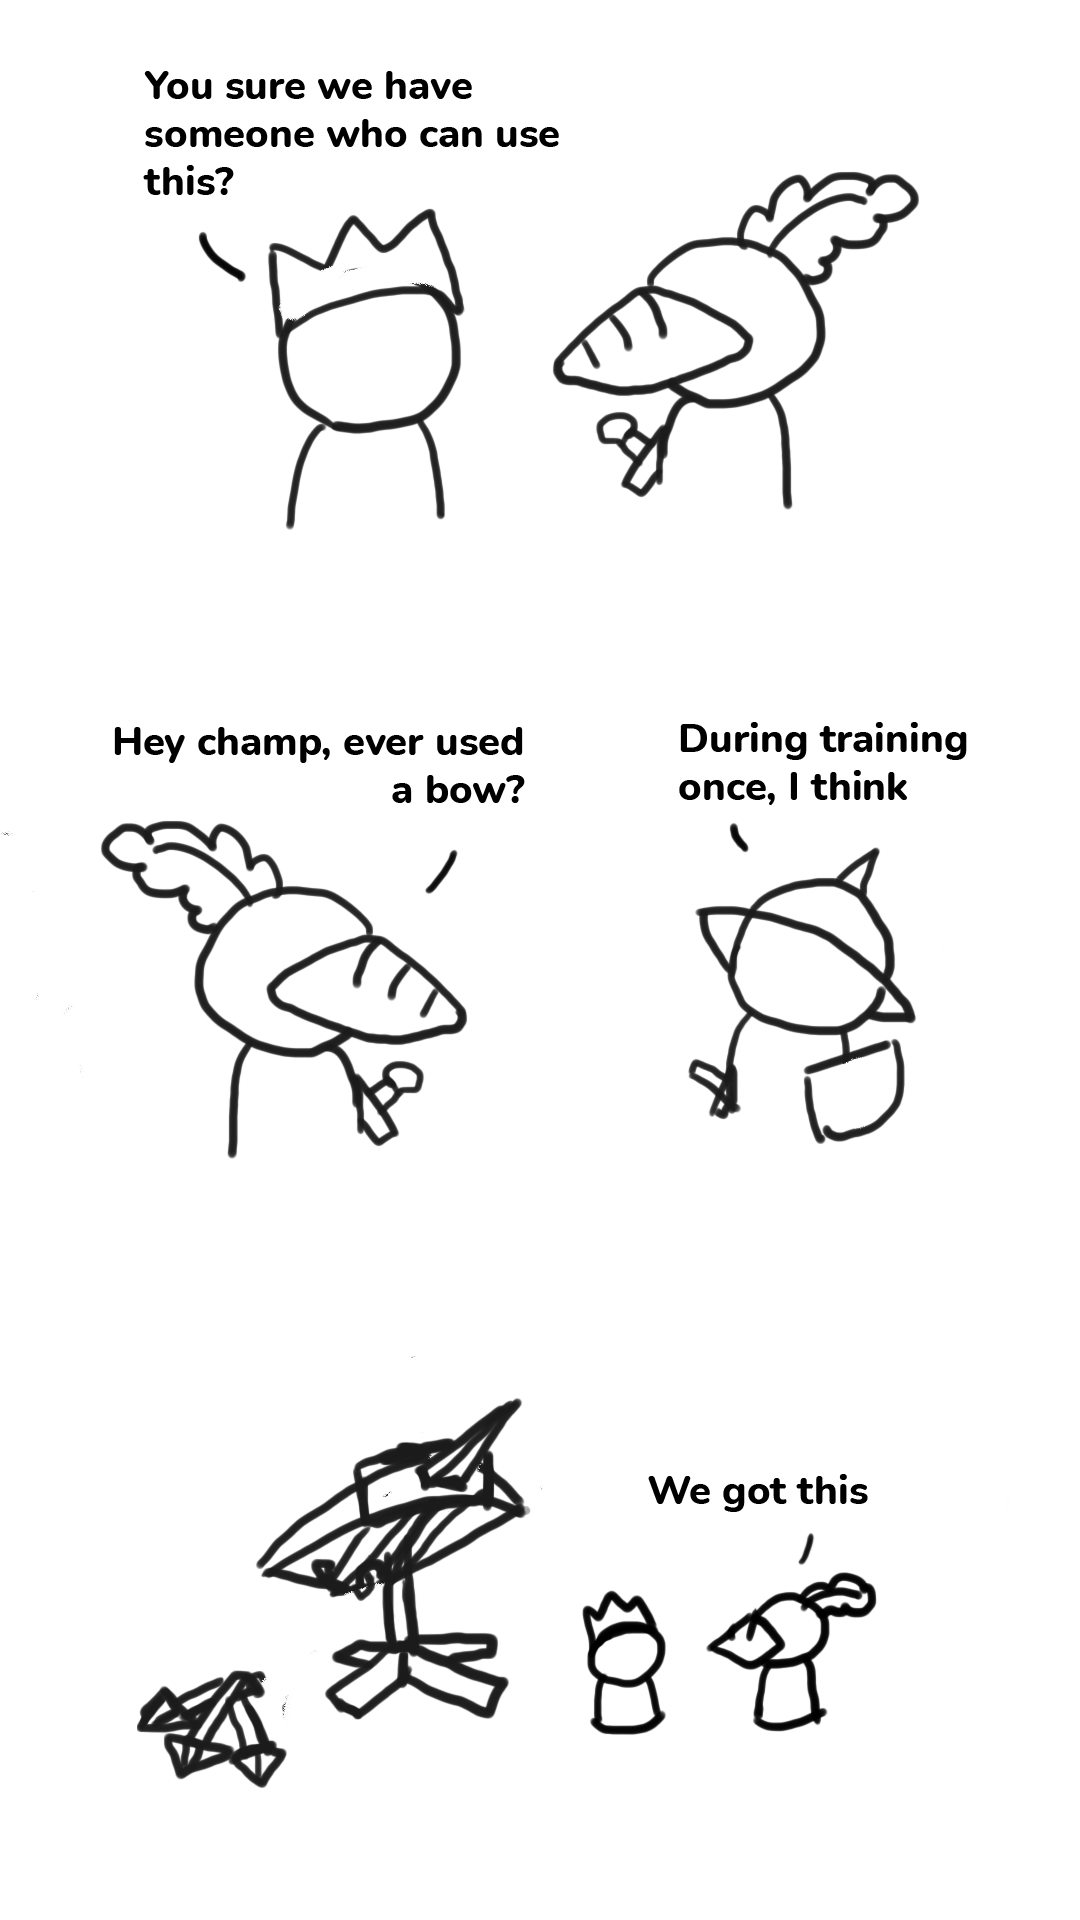 You sure we have
someone who can use
this?
Hey champ, ever used
a bow?
During training
once, I think
We got this